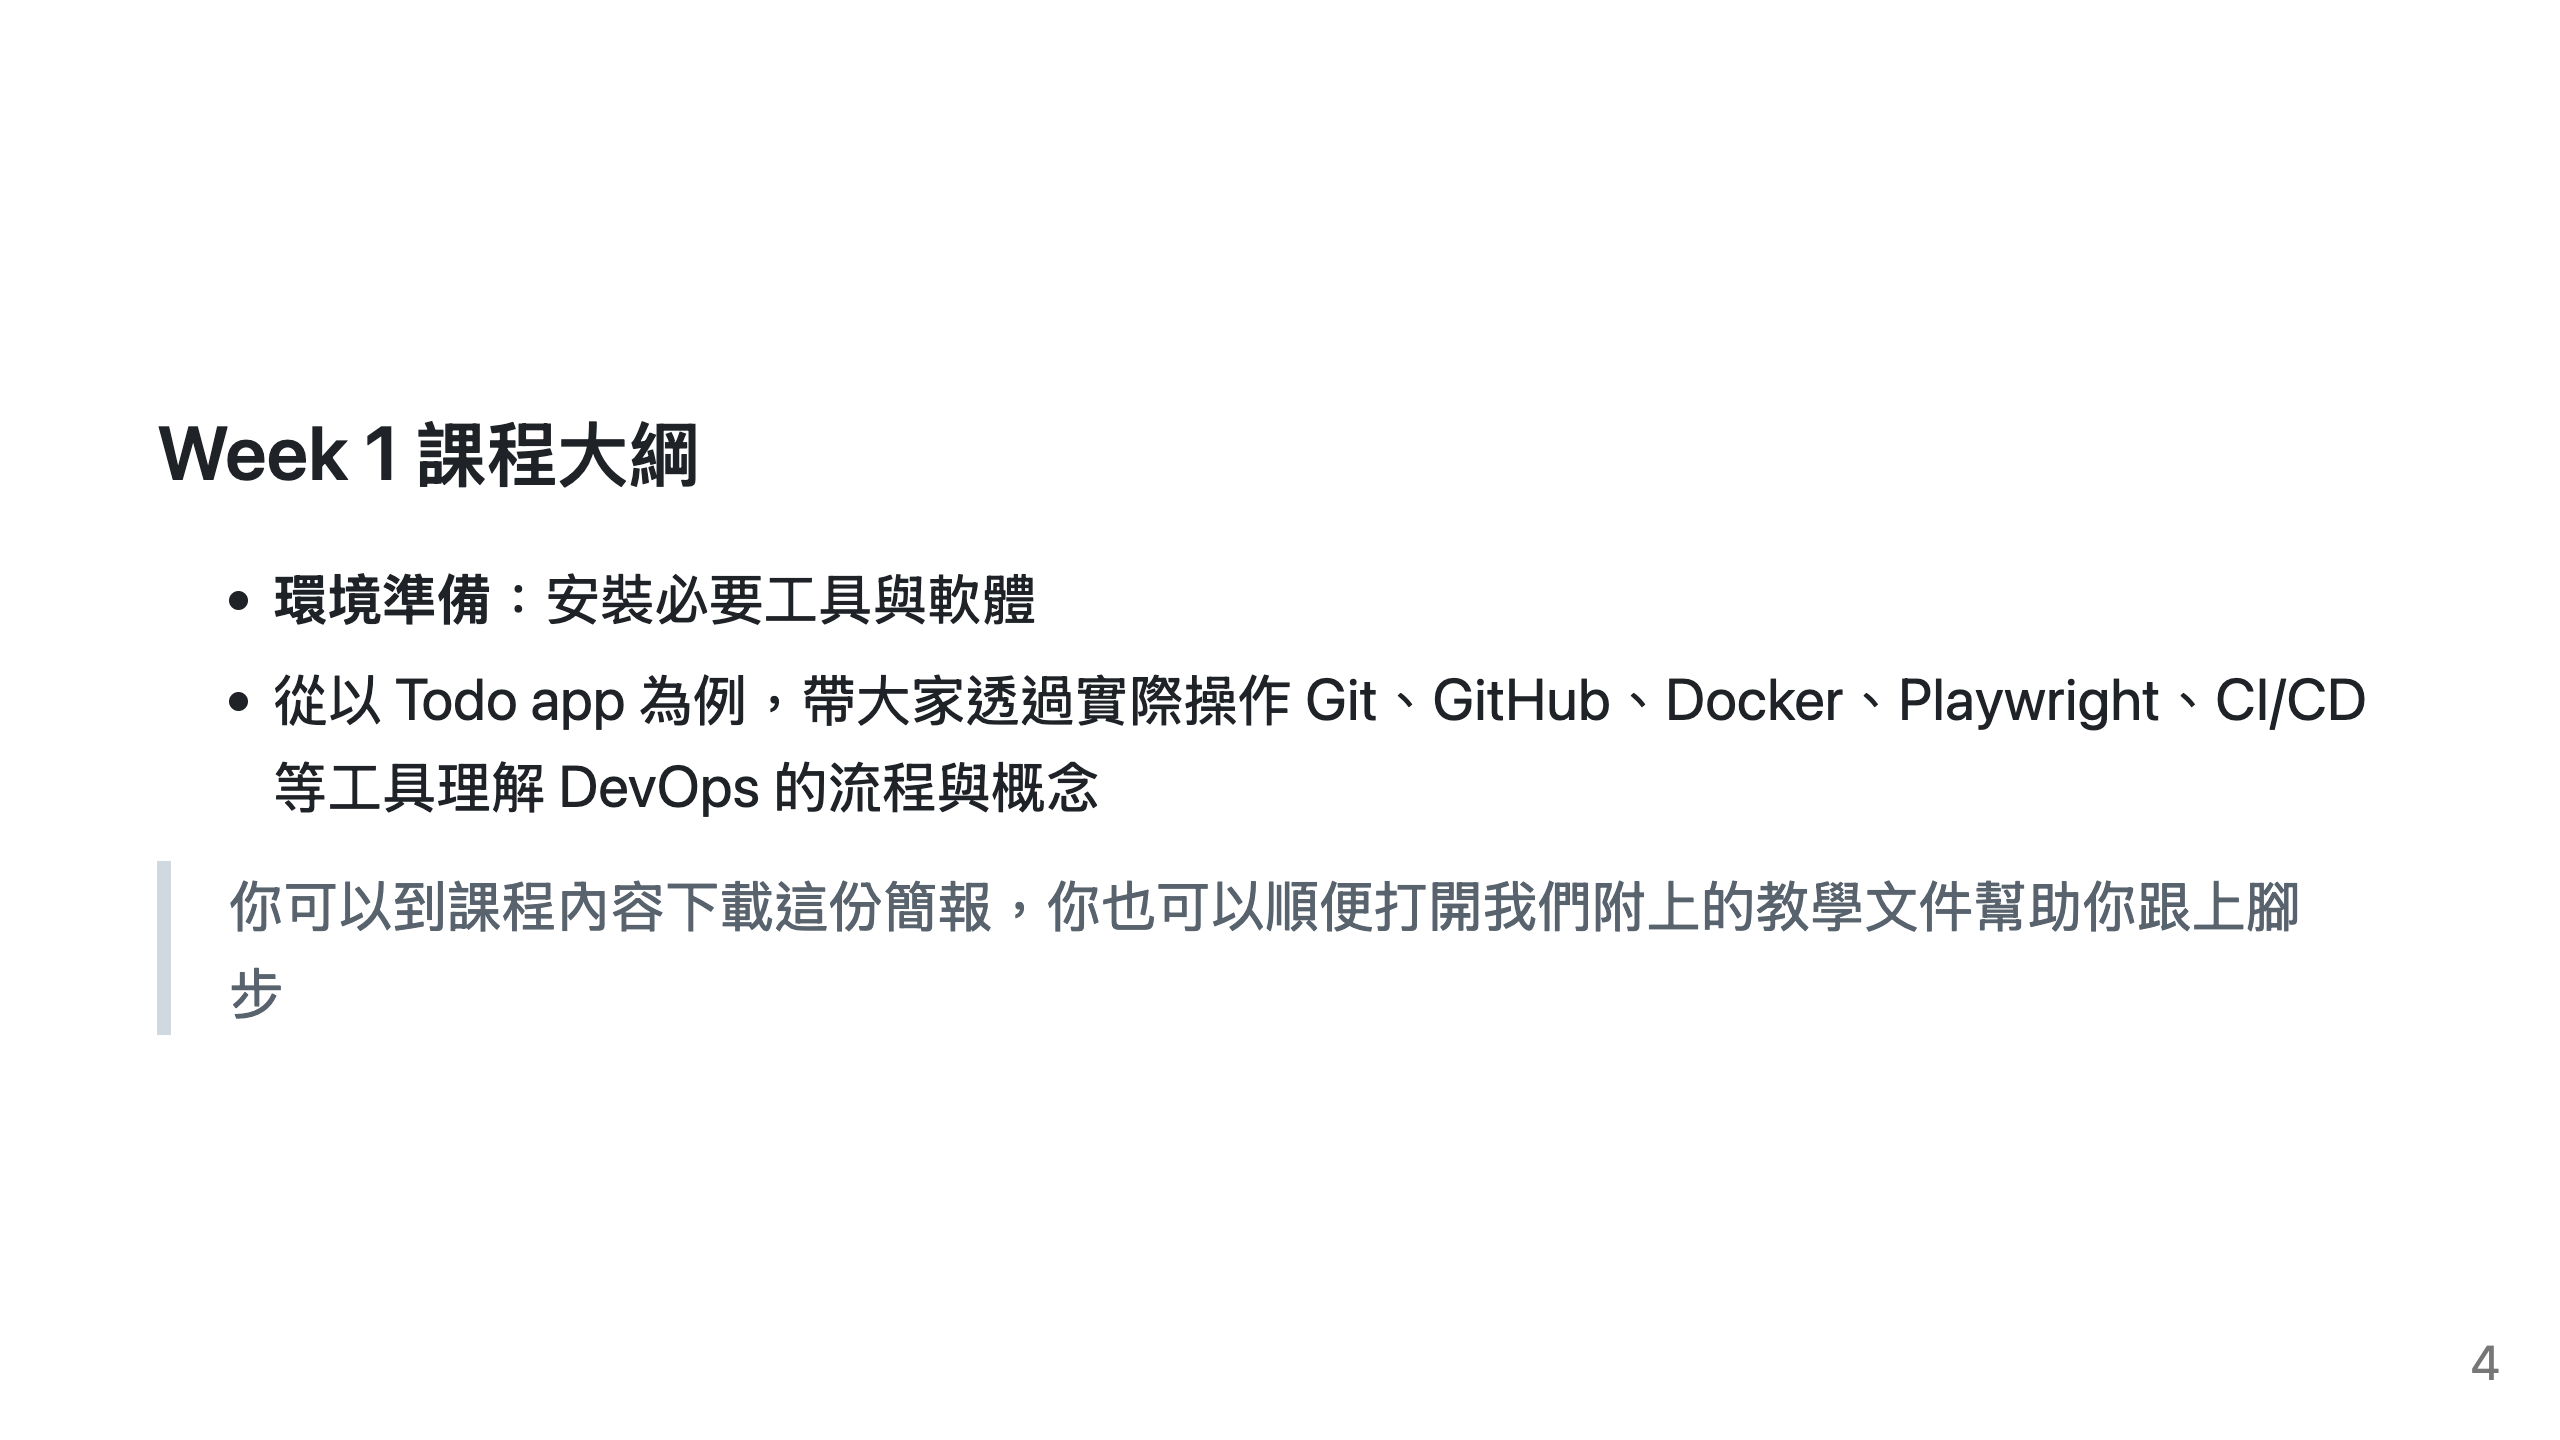 Week 1 課程大綱
• 環境準備：安裝必要工具與軟體
• 從以 Todo app 為例，帶大家透過實際操作 Git、GitHub、Docker、Playwright、CI/CD
等工具理解 DevOps 的流程與概念
你可以到課程內容下載這份簡報，你也可以順便打開我們附上的教學文件幫助你跟上腳
步
4